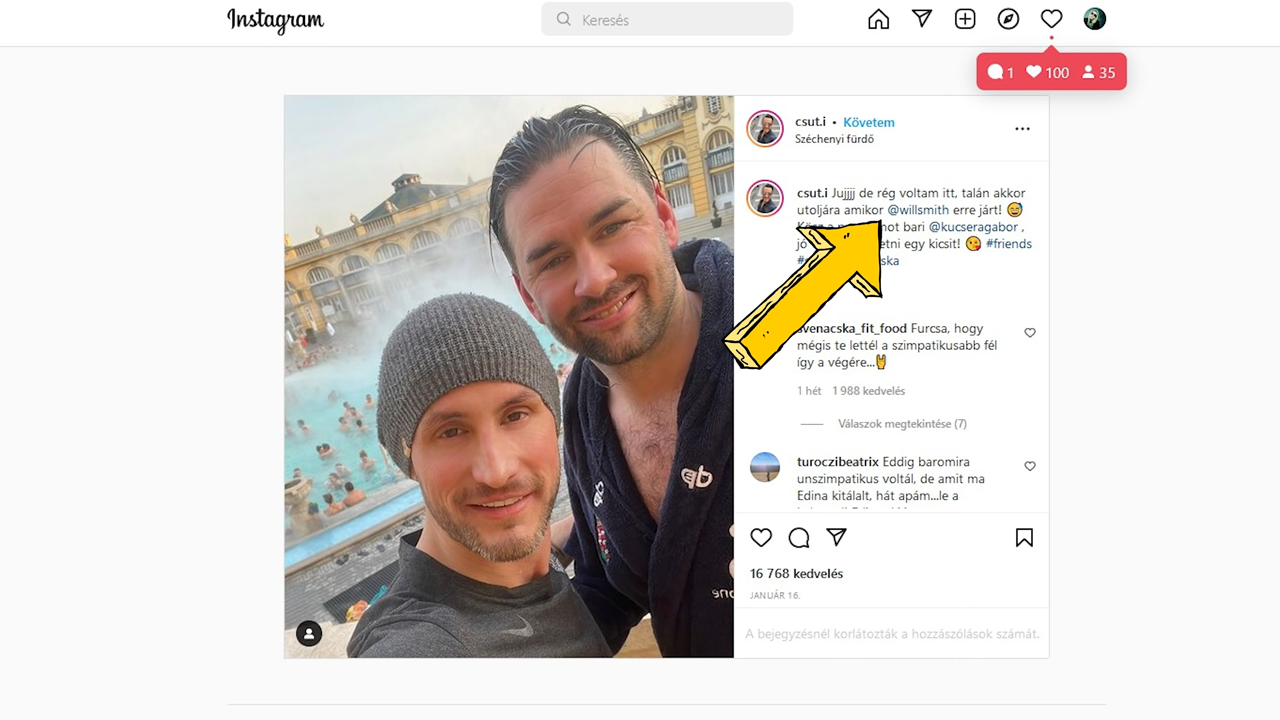 Instagram
Keresés
1 100 35
csut.i • Követem
Széchenyi fürdő
csut.i Jujjjj de rég voltam itt, talán akkor
utoljára amikor @willsmith erre járt! 😅
a not bari @kucseragabor ,
jó etni egy kicsit! 😘 #friends
svenacska_fit_food Furcsa, hogy
mégis te lettél a szimpatikusabb fél
így a végére...🤘
1 hét 1 988 kedvelés
Válaszok megtekintése (7)
turoczibeatrix Eddig baromira
unszimpatikus voltál, de amit ma
Edina kitálalt, hát apám...le a
16 768 kedvelés
JANUÁR 16.
A bejegyzésnél korlátozták a hozzászólások számát.